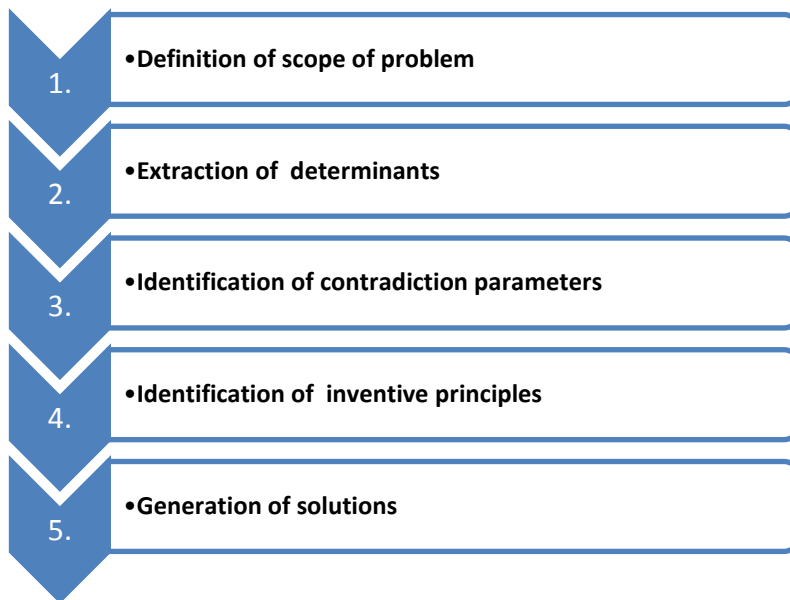 1.
•Definition of scope of problem
2.
•Extraction of  determinants
3.
•Identification of contradiction parameters
4.
•Identification of  inventive principles
5.
•Generation of solutions